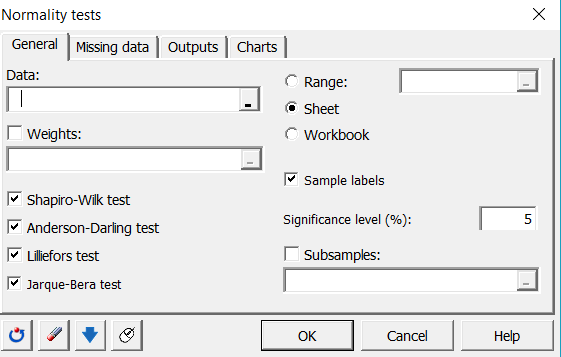 Normality tests
General Missing data Outputs Charts
Data:
Range:
Sheet
Weights:
Workbook
Sample labels
Shapiro-Wilk test
Significance level (%): 5
Anderson-Darling test
Lilliefors test
Subsamples:
Jarque-Bera test
OK Cancel Help